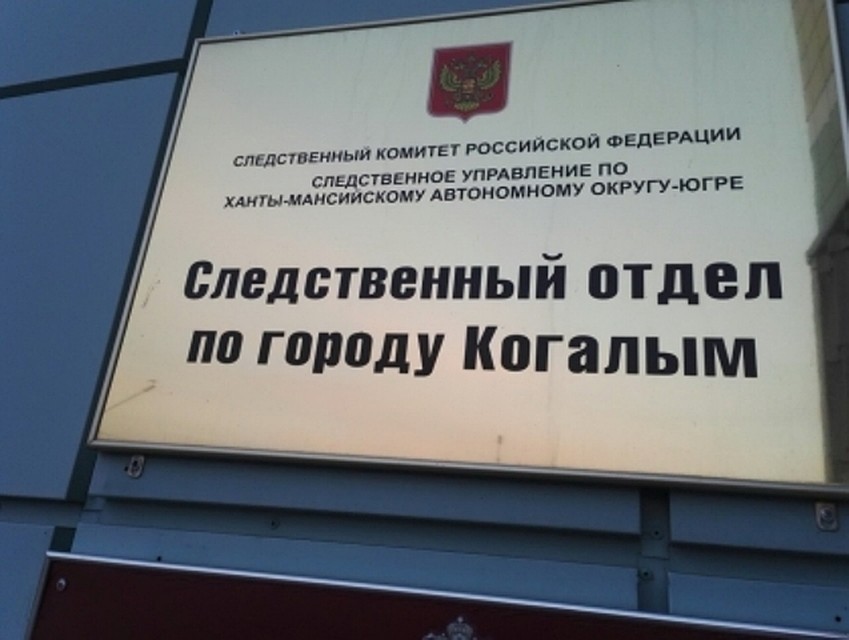 СЛЕДСТВЕННЫЙ КОМИТЕТ РОССИЙСКОЙ ФЕДЕРАЦИИ
СЛЕДСТВЕННОЕ УПРАВЛЕНИЕ ПО
ХАНТЫ-МАНСИЙСКОМУ АВТОНОМНОМУ ОКРУГУ-ЮГРЕ
Следственный отдел
по городу Когалым